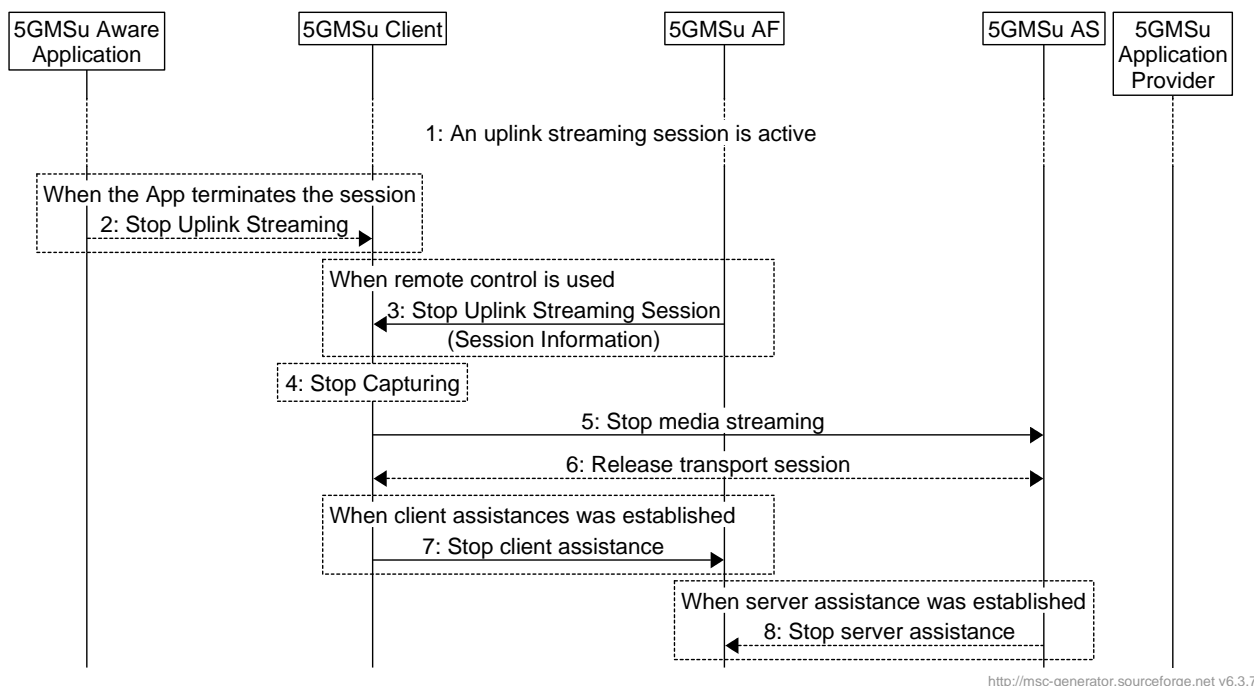 5GMSu Aware
Application
5GMSu Client
5GMSu AF
5GMSu AS
5GMSu
Application
Provider
1: An uplink streaming session is active
When the App terminates the session
2: Stop Uplink Streaming
When remote control is used
3: Stop Uplink Streaming Session
(Session Information)
4: Stop Capturing
5: Stop media streaming
6: Release transport session
When client assistances was established
7: Stop client assistance
When server assistance was established
8: Stop server assistance
http://msc-generator.sourceforge.net v6.3.7